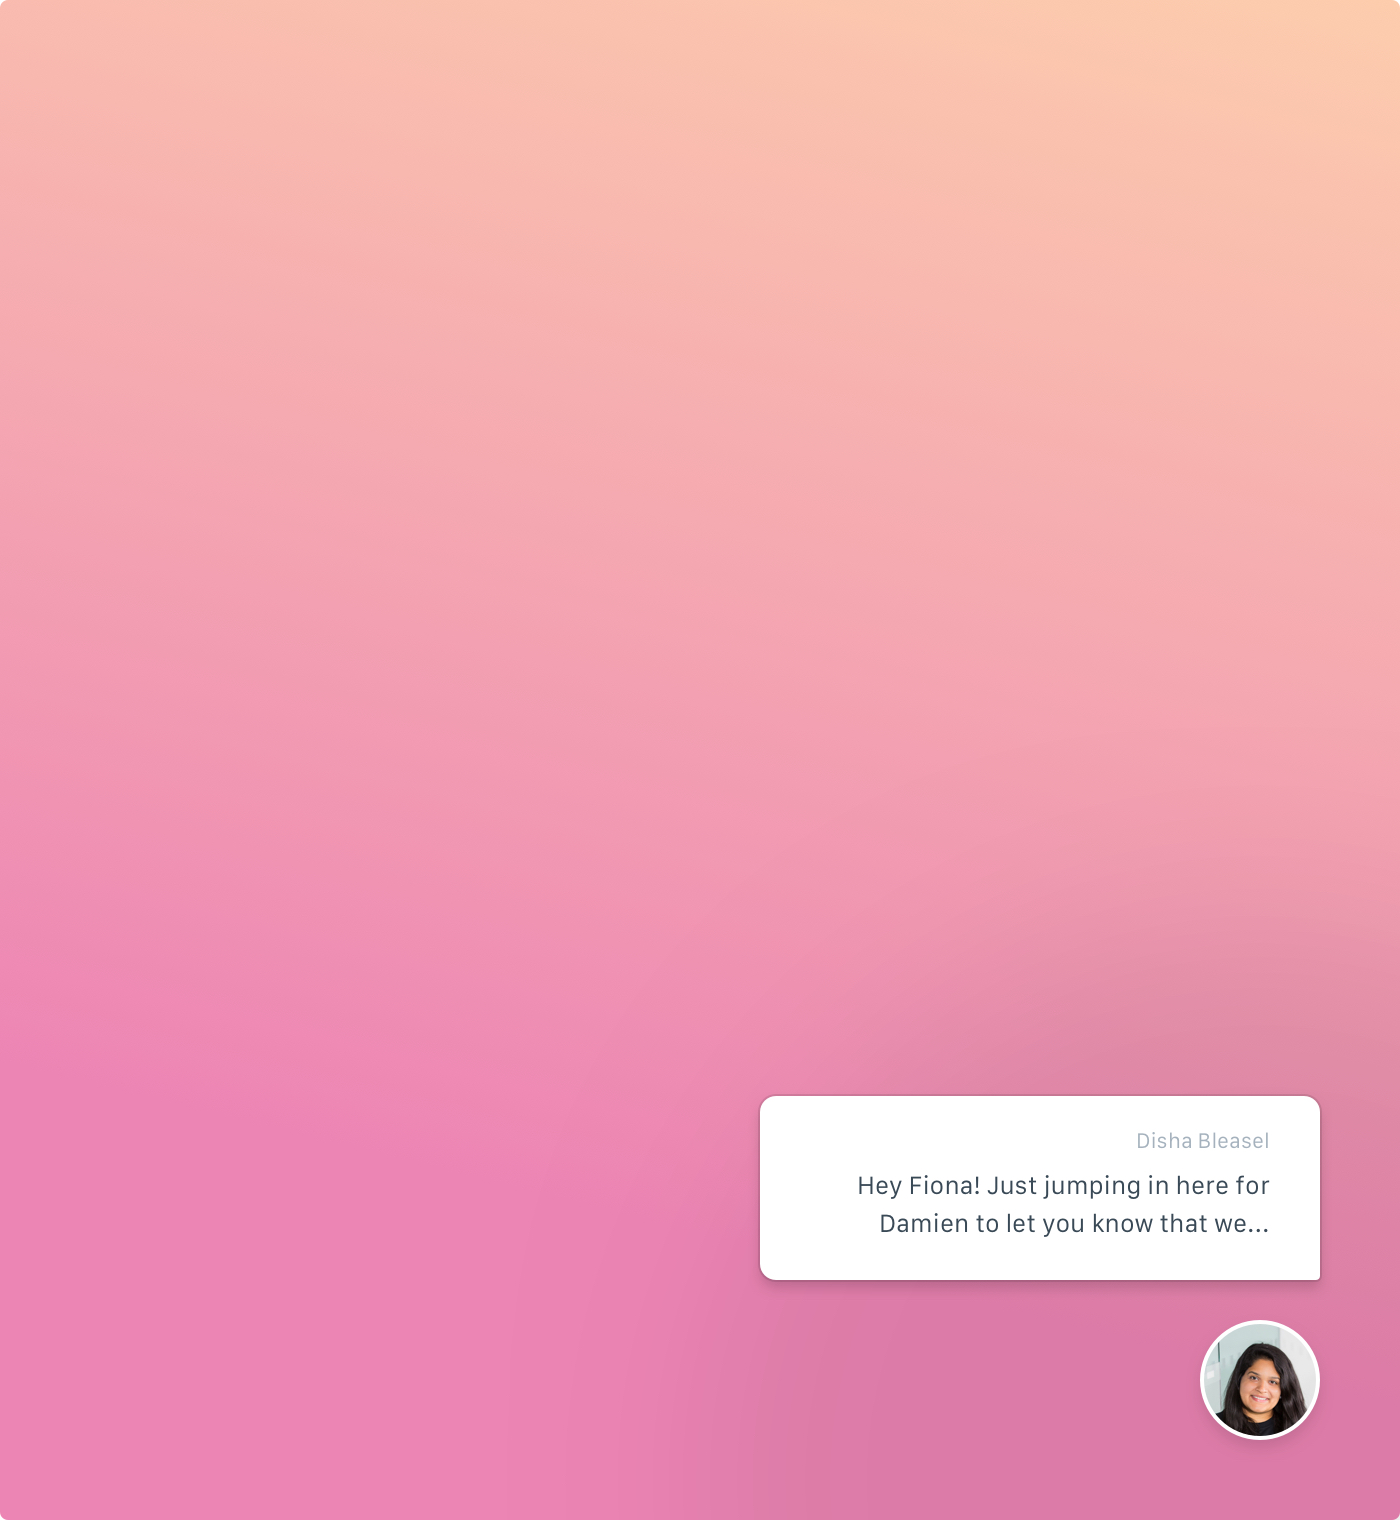 Disha Bleasel
Hey Fiona! Just jumping in here for
Damien to let you know that we...